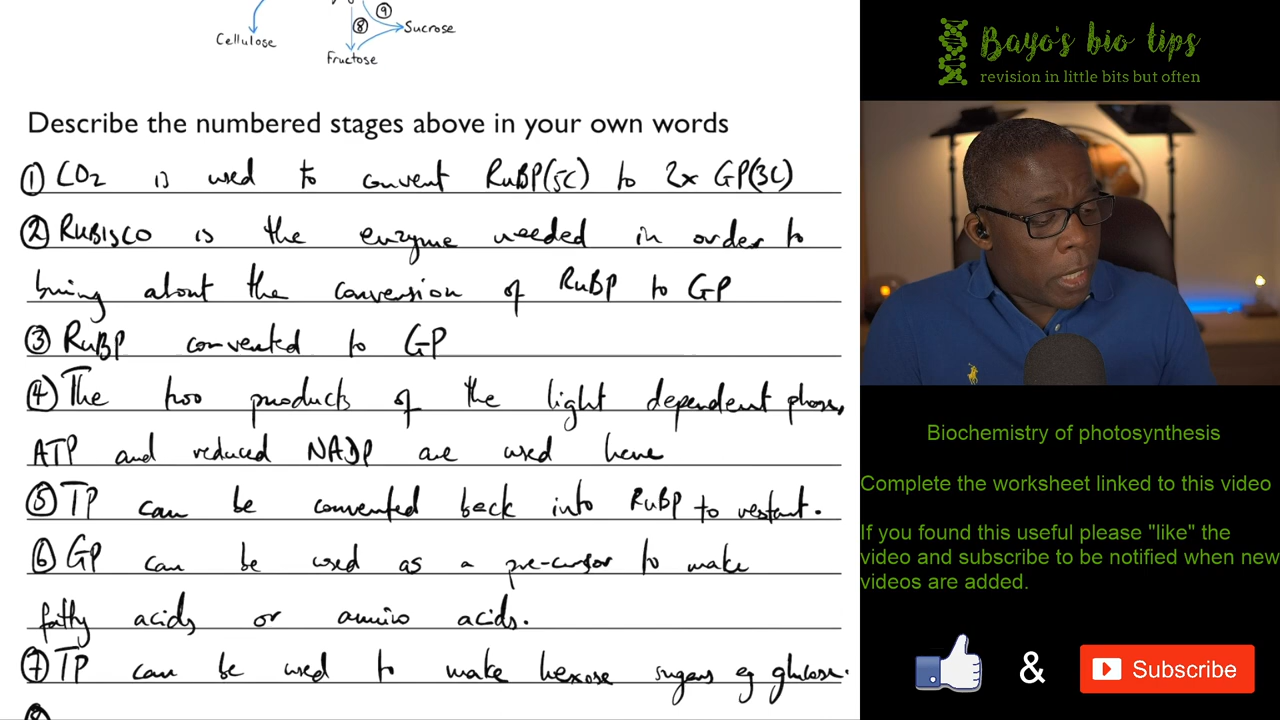 ⑨
⑧
Sucrose
Cellulose
Fructose
Describe the numbered stages above in your own words
① CO2 is used to convert RuBP(5C) to 2x GP(3C)
② RUBISCO is the enzyme needed in order to
bring about the conversion of RuBP to GP
③ RuBP converted to GP
④ The two products of the light dependent phase,
ATP and reduced NADP are used here
⑤ TP can be converted back into RuBP to restart.
⑥ GP can be used as a pre-cursor to make
fatty acids or amino acids.
⑦ TP can be used to make hexose sugars eg glucose.
Bayo's bio tips
revision in little bits but often
Biochemistry of photosynthesis
Complete the worksheet linked to this video
If you found this useful please "like" the
video and subscribe to be notified when new
videos are added.
& Subscribe